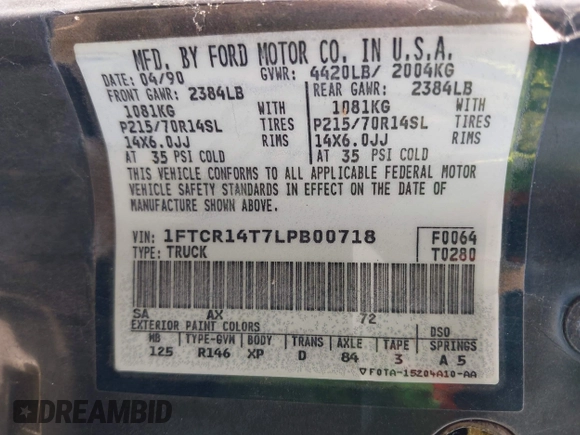 MFD. BY FORD MOTOR CO. IN U.S.A.
DATE: 04/90 GVWR: 4420LB/ 2004KG
FRONT GAWR: 2384LB REAR GAWR: 2384LB
1081KG WITH 1081KG WITH
P215/70R14SL TIRES P215/70R14SL TIRES
14X6.0JJ RIMS 14X6.0JJ RIMS
AT 35 PSI COLD AT 35 PSI COLD
THIS VEHICLE CONFORMS TO ALL APPLICABLE FEDERAL MOTOR
VEHICLE SAFETY STANDARDS IN EFFECT ON THE DATE OF
MANUFACTURE SHOWN ABOVE.
VIN: 1FTCR14T7LPB00718 F0064
TYPE: TRUCK T0280
SA AX 72
EXTERIOR PAINT COLORS DSO
WB TYPE-GVW BODY TRANS AXLE TAPE SPRINGS
125 R146 XP D 84 3 A 5
▽F0TA-15204A10-AA
DREAMBID